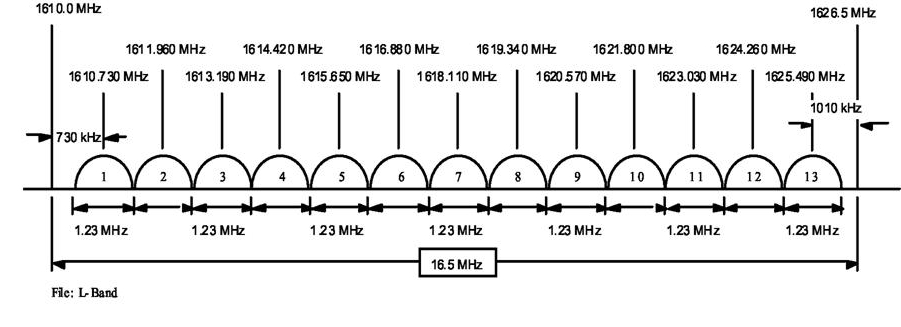 1610.0 MHz
1626.5 MHz
1611.960 MHz 1614.420 MHz 1616.880 MHz 1619.340 MHz 1621.800 MHz 1624.260 MHz
1610.730 MHz 1613.190 MHz 1615.650 MHz 1618.110 MHz 1620.570 MHz 1623.030 MHz 1625.490 MHz
1010 kHz
730 kHz
1 2 3 4 5 6 7 8 9 10 11 12 13
1.23 MHz 1.23 MHz 1.23 MHz 1.23 MHz 1.23 MHz 1.23 MHz 1.23 MHz
16.5 MHz
File: L-Band